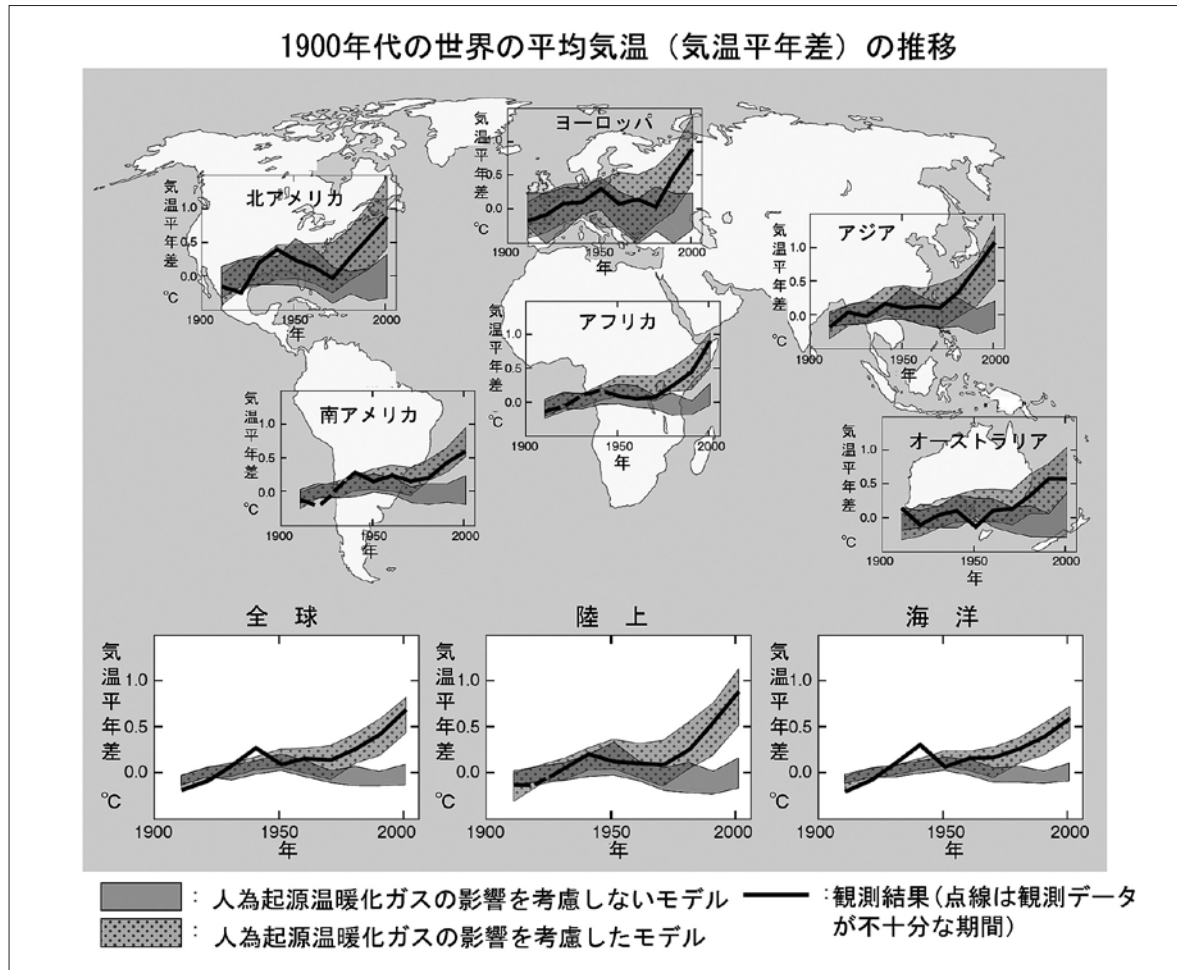 1900年代の世界の平均気温（気温平年差）の推移
北アメリカ
気温平年差
℃
1.0
0.5
0.0
1900
1950
2000
年
ヨーロッパ
気温平年差
℃
1.0
0.5
0.0
1900
1950
2000
年
アジア
気温平年差
℃
1.0
0.5
0.0
1900
1950
2000
年
アフリカ
気温平年差
℃
1.0
0.5
0.0
1900
1950
2000
年
南アメリカ
気温平年差
℃
1.0
0.5
0.0
1900
1950
2000
年
オーストラリア
気温平年差
℃
1.0
0.5
0.0
1900
1950
2000
年
全 球
気温平年差
℃
1.0
0.5
0.0
1900
1950
2000
年
陸 上
気温平年差
℃
1.0
0.5
0.0
1900
1950
2000
年
海 洋
気温平年差
℃
1.0
0.5
0.0
1900
1950
2000
年
：人為起源温暖化ガスの影響を考慮しないモデル
：人為起源温暖化ガスの影響を考慮したモデル
：観測結果（点線は観測データ
が不十分な期間）